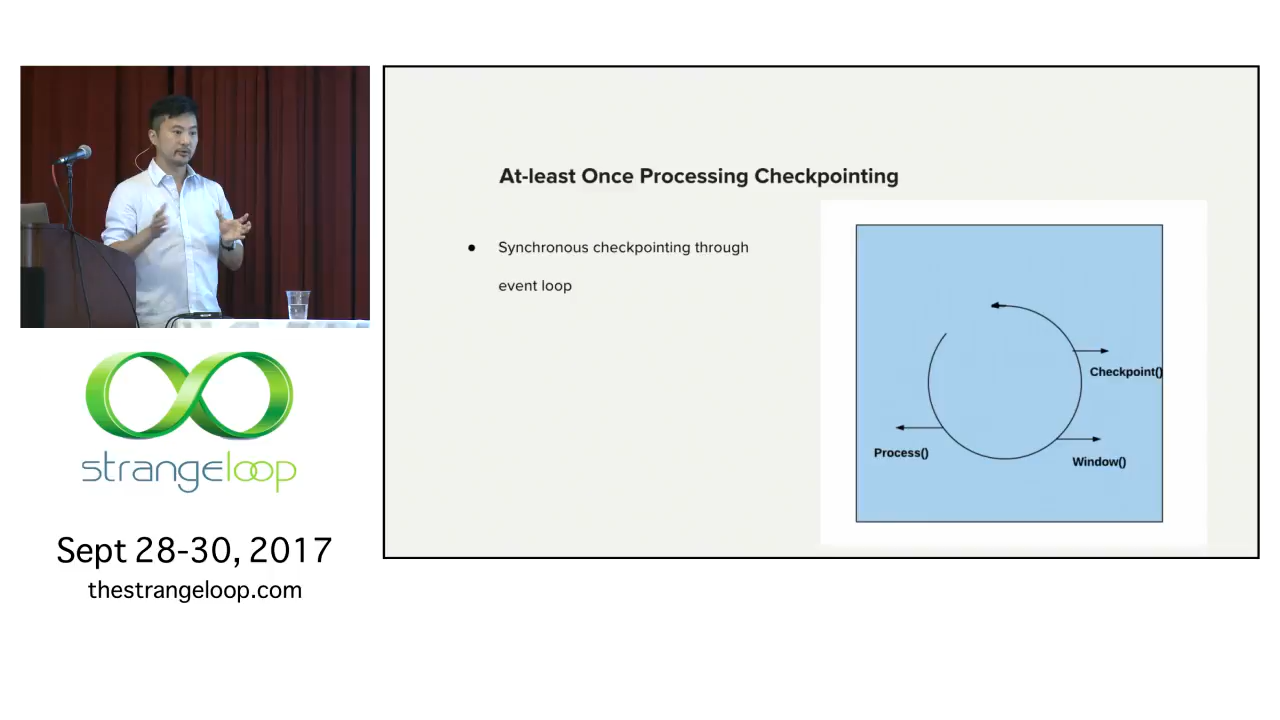 At-least Once Processing Checkpointing
● Synchronous checkpointing through
event loop
Checkpoint()
Process()
Window()
strangeloop
Sept 28-30, 2017
thestrangeloop.com